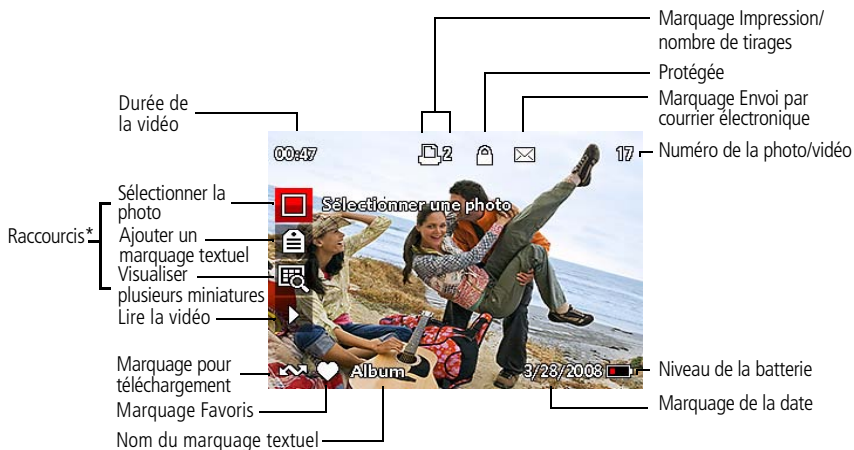 Marquage Impression/
nombre de tirages
Protégée
Marquage Envoi par
courrier électronique
Durée de
la vidéo
00:47
2
17
Numéro de la photo/vidéo
Sélectionner la
photo
Sélectionner une photo
Raccourcis*
Ajouter un
marquage textuel
Visualiser
plusieurs miniatures
Lire la vidéo
Marquage pour
téléchargement
Album
3/28/2008
Niveau de la batterie
Marquage Favoris
Marquage de la date
Nom du marquage textuel